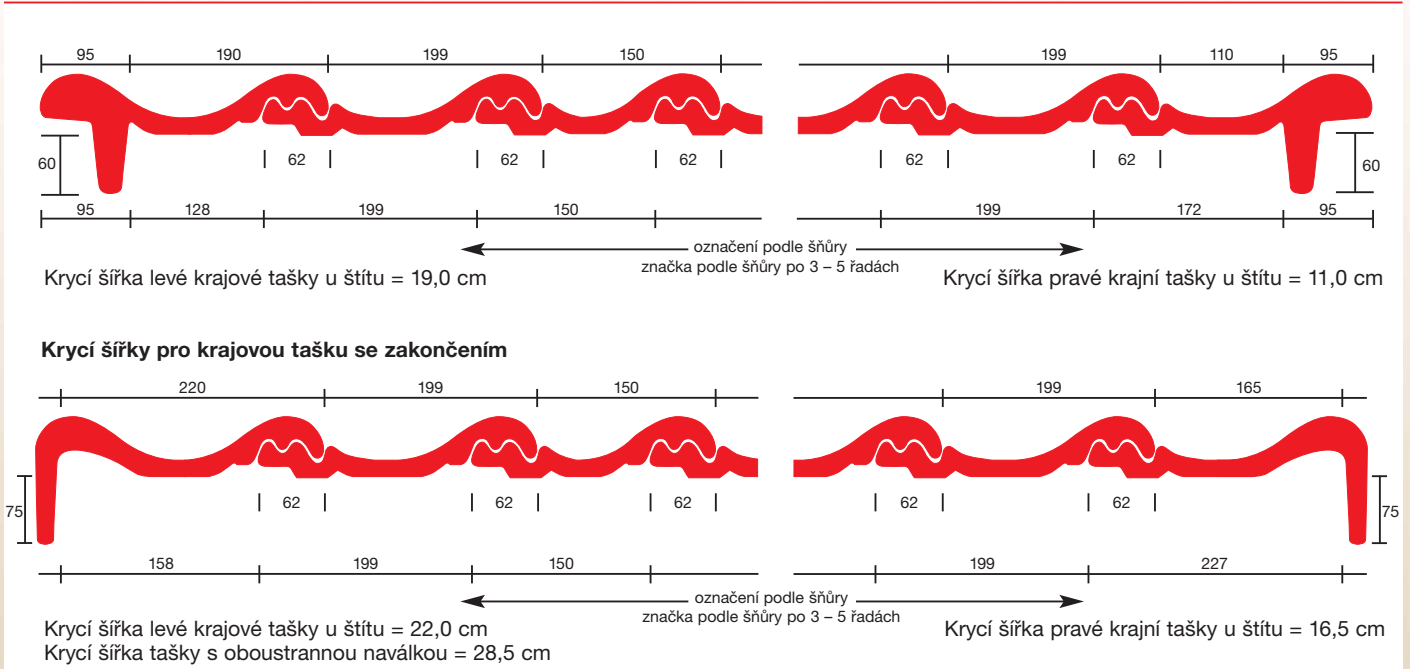 95 190 199 150 199 110 95
62 62 62 62 62
60 60
95 128 199 150 199 172 95
označení podle šňůry
značka podle šňůry po 3 – 5 řadách
Krycí šířka levé krajové tašky u štítu = 19,0 cm
Krycí šířka pravé krajní tašky u štítu = 11,0 cm
Krycí šířky pro krajovou tašku se zakončením
220 199 150 199 165
62 62 62 62 62
75 75
158 199 150 199 227
označení podle šňůry
značka podle šňůry po 3 – 5 řadách
Krycí šířka levé krajové tašky u štítu = 22,0 cm
Krycí šířka pravé krajní tašky u štítu = 16,5 cm
Krycí šířka tašky s oboustrannou naválkou = 28,5 cm